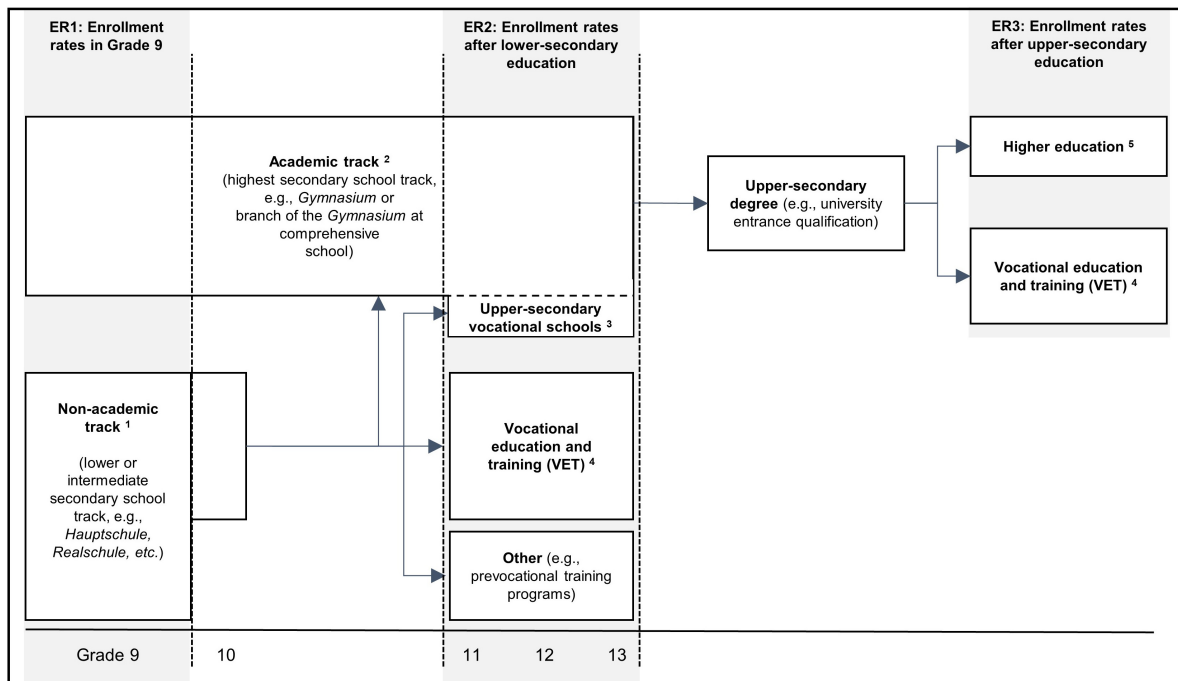 ER1: Enrollment
rates in Grade 9
ER2: Enrollment rates
after lower-secondary
education
ER3: Enrollment rates
after upper-secondary
education
Academic track ²
(highest secondary school track,
e.g., Gymnasium or
branch of the Gymnasium at
comprehensive
school)
Upper-secondary
degree (e.g., university
entrance qualification)
Higher education ⁵
Vocational education
and training (VET) ⁴
Upper-secondary
vocational schools ³
Non-academic
track ¹
(lower or
intermediate
secondary school
track, e.g.,
Hauptschule,
Realschule, etc.)
Vocational
education and
training (VET) ⁴
Other (e.g.,
prevocational training
programs)
Grade 9 10 11 12 13